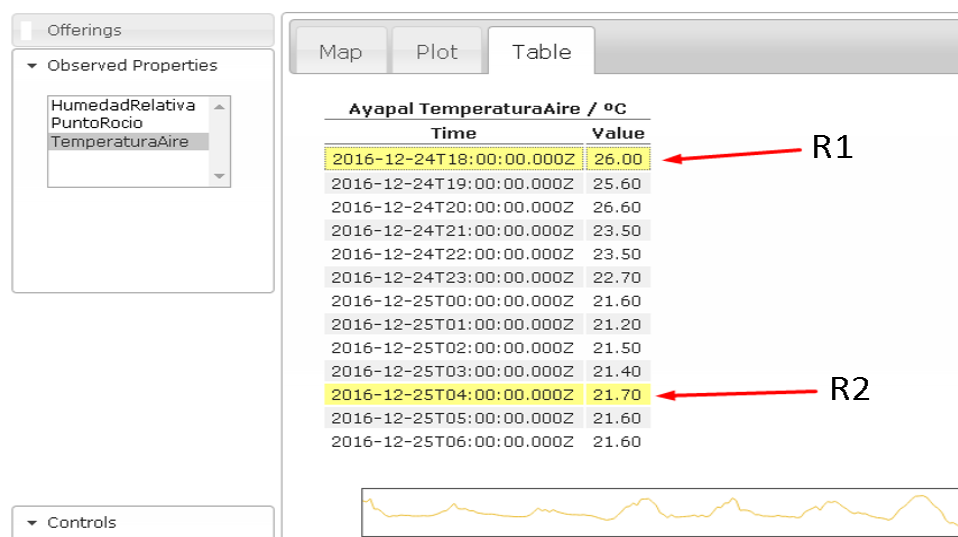 Offerings
Observed Properties
HumedadRelativa
PuntoRocio
TemperaturaAire
Controls
Map Plot Table
Ayapal TemperaturaAire / ºC
Time Value
2016-12-24T18:00:00.000Z 26.00
2016-12-24T19:00:00.000Z 25.60
2016-12-24T20:00:00.000Z 26.60
2016-12-24T21:00:00.000Z 23.50
2016-12-24T22:00:00.000Z 23.50
2016-12-24T23:00:00.000Z 22.70
2016-12-25T00:00:00.000Z 21.60
2016-12-25T01:00:00.000Z 21.20
2016-12-25T02:00:00.000Z 21.50
2016-12-25T03:00:00.000Z 21.40
2016-12-25T04:00:00.000Z 21.70
2016-12-25T05:00:00.000Z 21.60
2016-12-25T06:00:00.000Z 21.60
R1
R2